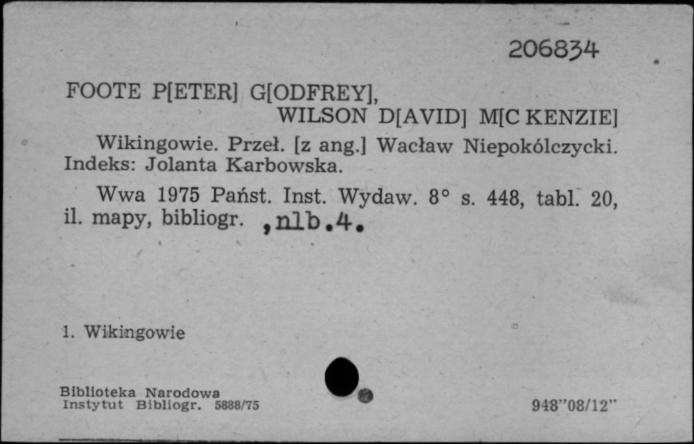 206834
FOOTE P[ETER] G[ODFREY],
WILSON D[AVID] M[C KENZIE]
Wikingowie. Przeł. [z ang.] Wacław Niepokólczycki.
Indeks: Jolanta Karbowska.
Wwa 1975 Państ. Inst. Wydaw. 8° s. 448, tabl. 20,
il. mapy, bibliogr. ,nlb.4.
1. Wikingowie
Biblioteka Narodowa
Instytut Bibliogr. 5888/75
948"08/12"